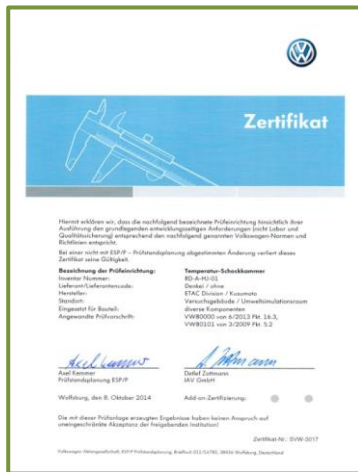 Zertifikat
Hiermit erklären wir, dass die nachfolgend bezeichnete Prüfeinrichtung hinsichtlich ihrer
Ausführung den grundlegenden entwicklungsseitigen Anforderungen (nicht Labor und
Qualitätssicherung) entsprechend den nachfolgend genannten Volkswagen-Normen und
Richtlinien entspricht.
Bei einer nicht mit ESP/P – Prüfstandsplanung abgestimmten Änderung verliert dieses
Zertifikat seine Gültigkeit.
Bezeichnung der Prüfeinrichtung: Temperatur-Schockkammer
Inventar Nummer: RD-A-HJ-01
Lieferant/Lieferantencode: Denkei / ohne
Hersteller: ETAC Division / Kusumoto
Standort: Versuchsgebäude / Umweltsimulationsraum
Eingesetzt für Bauteil: diverse Komponenten
Angewandte Prüfvorschrift: VW80000 von 6/2013 Pkt. 16.3,
VW80101 von 3/2009 Pkt. 5.2
Axel Kemmer
Detlef Zottmann
Prüfstandsplanung ESP/P
IAV GmbH
Wolfsburg, den 8. Oktober 2014
Add-on-Zertifizierung:
Die mit dieser Prüfanlage erzeugten Ergebnisse haben keinen Anspruch auf
uneingeschränkte Akzeptanz der freigebenden Institution!
Zertifikat-Nr.: SVW-2017